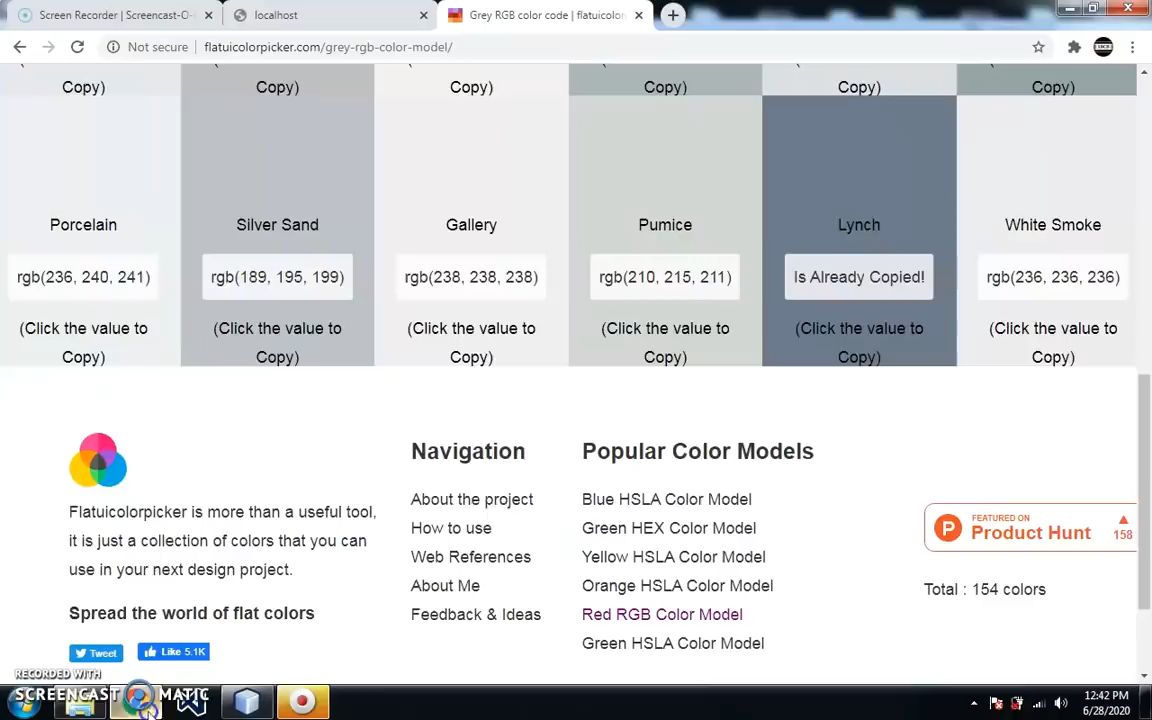 Screen Recorder | Screencast-O-
localhost
Grey RGB color code | flatuicolor
Not secure
flatuicolorpicker.com/grey-rgb-color-model/
Copy) Copy) Copy) Copy) Copy) Copy)
Porcelain Silver Sand Gallery Pumice Lynch White Smoke
rgb(236, 240, 241) rgb(189, 195, 199) rgb(238, 238, 238) rgb(210, 215, 211) Is Already Copied! rgb(236, 236, 236)
(Click the value to (Click the value to (Click the value to (Click the value to (Click the value to (Click the value to
Copy) Copy) Copy) Copy) Copy) Copy)
Flatuicolorpicker is more than a useful tool,
it is just a collection of colors that you can
use in your next design project.
Spread the world of flat colors
Tweet
Like 5.1K
Navigation
About the project
How to use
Web References
About Me
Feedback & Ideas
Popular Color Models
Blue HSLA Color Model
Green HEX Color Model
Yellow HSLA Color Model
Orange HSLA Color Model
Red RGB Color Model
Green HSLA Color Model
P
FEATURED ON
Product Hunt
158
Total : 154 colors
RECORDED WITH
SCREENCAST MATIC
12:42 PM
6/28/2020